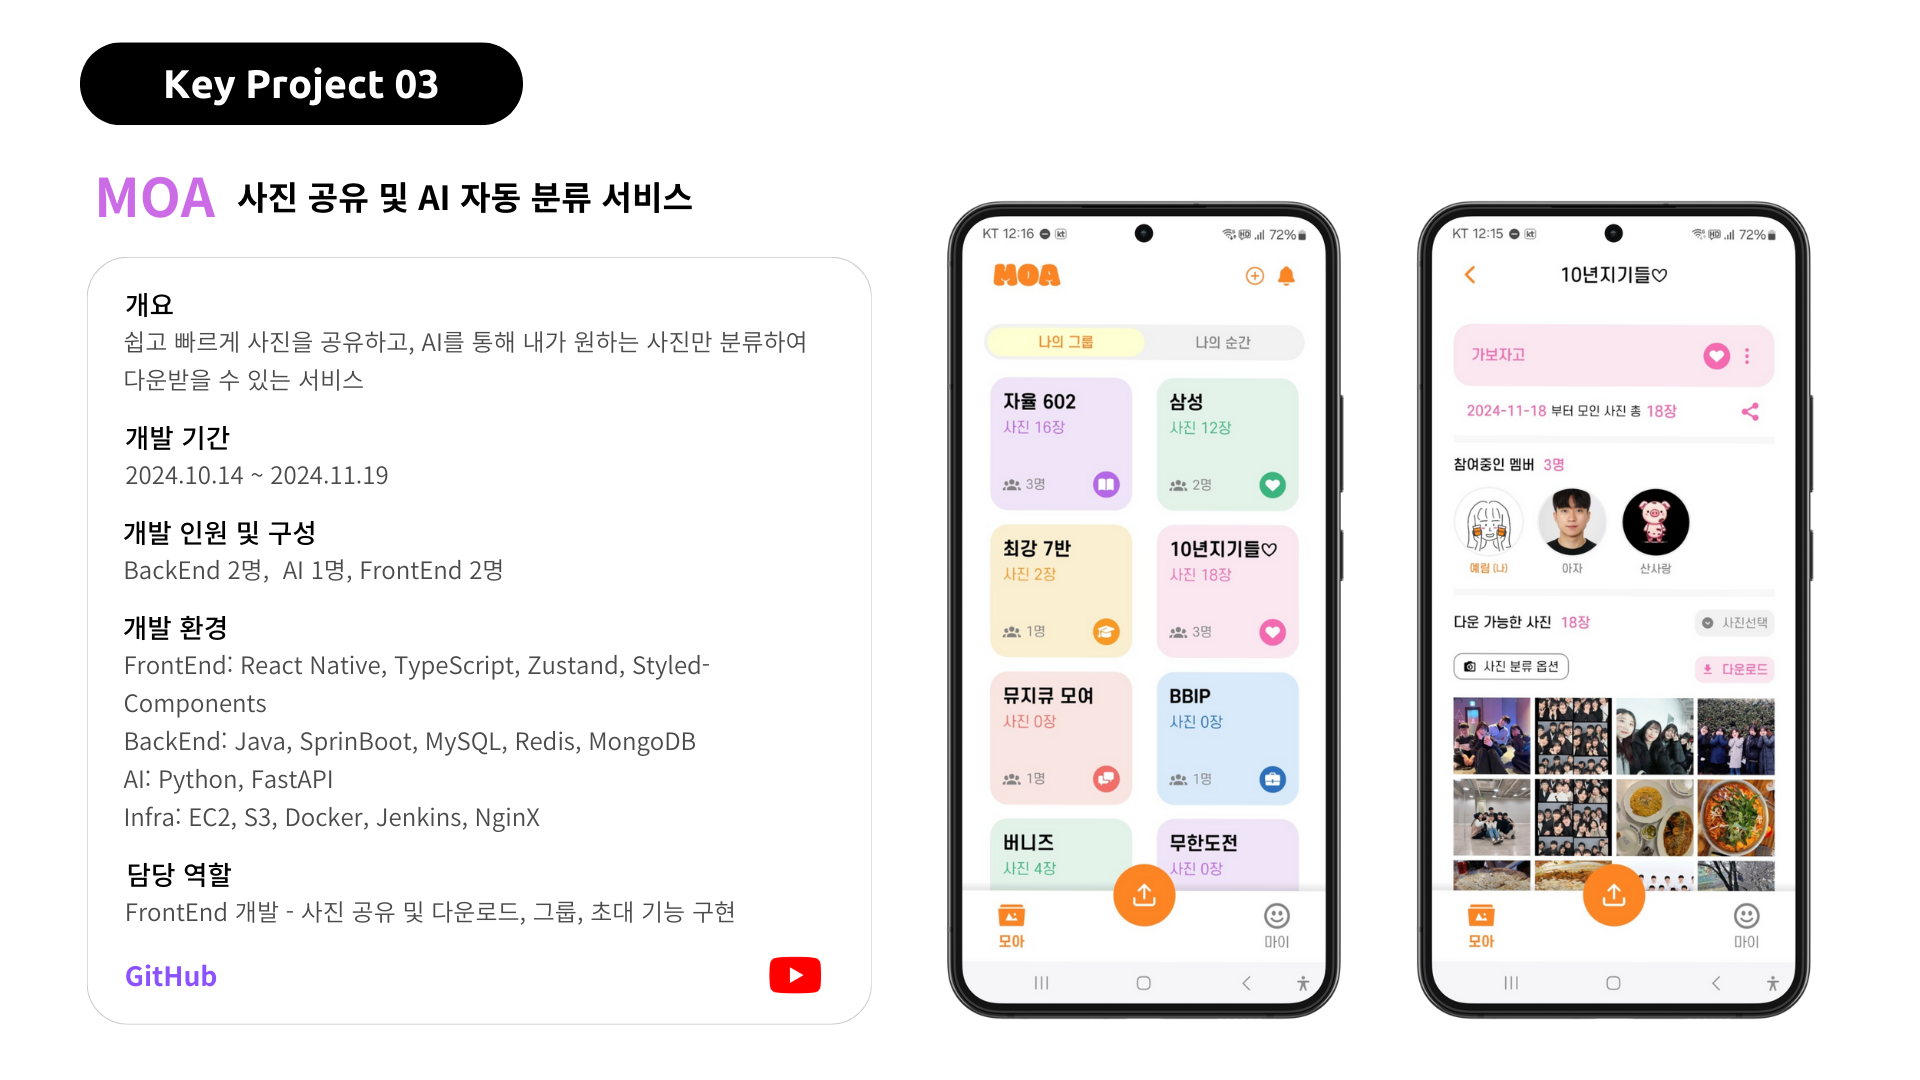 Key Project 03
MOA 사진 공유 및 AI 자동 분류 서비스
개요
쉽고 빠르게 사진을 공유하고, AI를 통해 내가 원하는 사진만 분류하여
다운받을 수 있는 서비스
개발 기간
2024.10.14 ~ 2024.11.19
개발 인원 및 구성
BackEnd 2명,  AI 1명, FrontEnd 2명
개발 환경
FrontEnd: React Native, TypeScript, Zustand, Styled-
Components
BackEnd: Java, SprinBoot, MySQL, Redis, MongoDB
AI: Python, FastAPI
Infra: EC2, S3, Docker, Jenkins, NginX
담당 역할
FrontEnd 개발 - 사진 공유 및 다운로드, 그룹, 초대 기능 구현
GitHub
KT 12:16 kt 72%
MOA
나의 그룹 나의 순간
자율 602 삼성
사진 16장 사진 12장
3명 2명
최강 7반 10년지기들♡
사진 2장 사진 18장
1명 3명
뮤지큐 모여 BBIP
사진 0장 사진 0장
1명 1명
버니즈 무한도전
사진 4장 사진 0장
모아 마이
KT 12:15 kt 72%
10년지기들♡
가보자고
2024-11-18 부터 모인 사진 총 18장
참여중인 멤버 3명
예림 (나) 아자 산사랑
다운 가능한 사진 18장 사진선택
사진 분류 옵션 다운로드
모아 마이